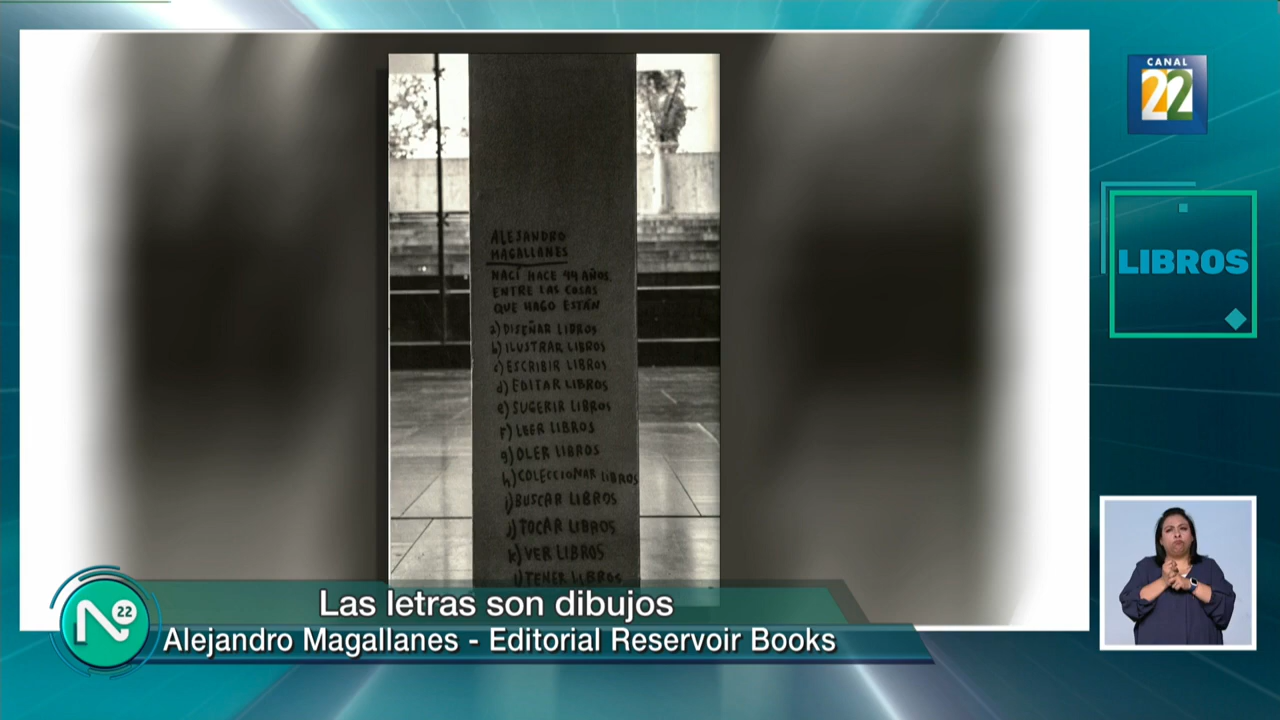 CANAL
22
LIBROS
ALEJANDRO
MAGALLANES
NACÍ HACE 44 AÑOS.
ENTRE LAS COSAS
QUE HAGO ESTÁN
a) DISEÑAR LIBROS
b) ILUSTRAR LIBROS
c) ESCRIBIR LIBROS
d) EDITAR LIBROS
e) SUGERIR LIBROS
f) LEER LIBROS
g) OLER LIBROS
h) COLECCIONAR LIBROS
i) BUSCAR LIBROS
j) TOCAR LIBROS
k) VER LIBROS
l) TENER LIBROS
N 22
Las letras son dibujos
Alejandro Magallanes - Editorial Reservoir Books